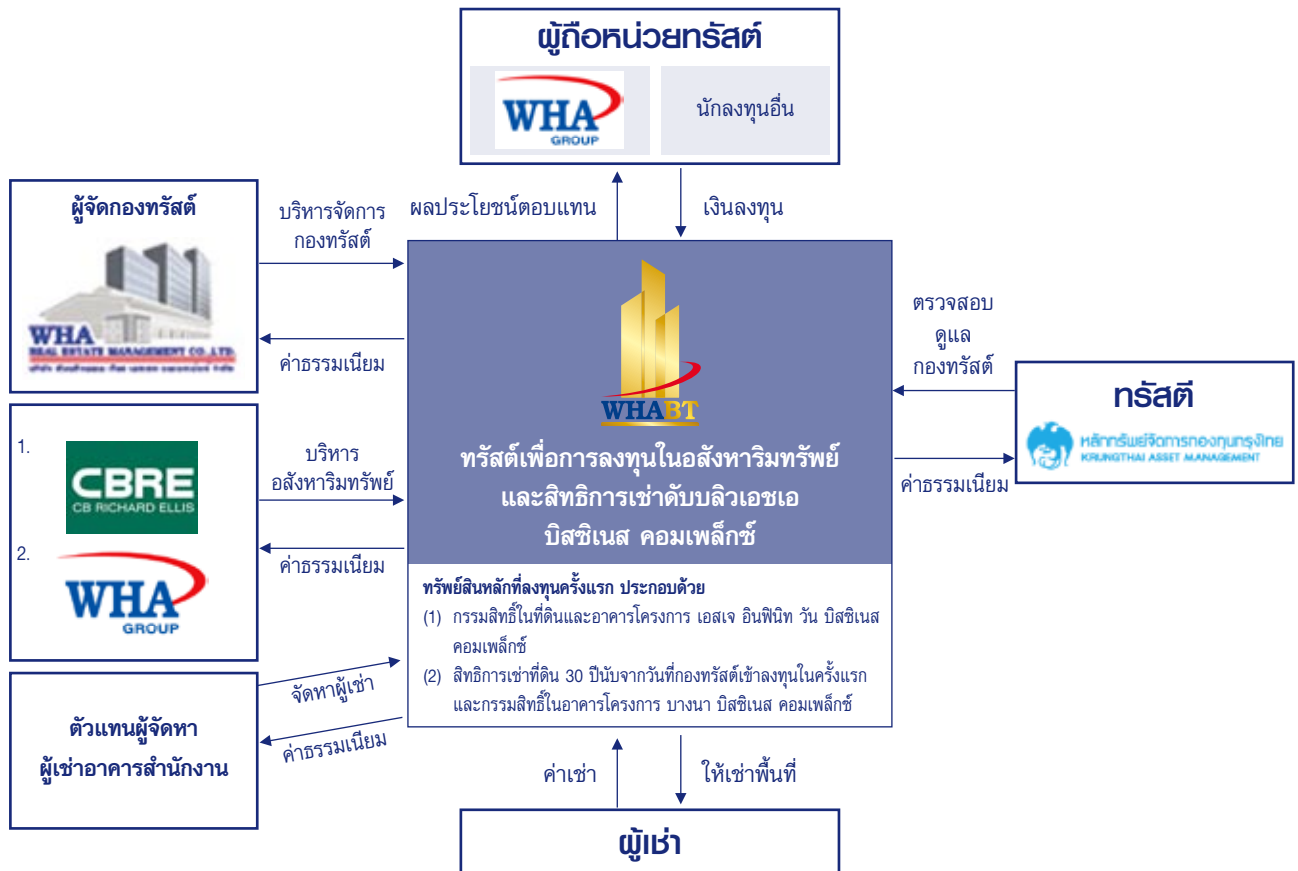 ผู้ถือหน่วยทรัสต์
WHA
GROUP
นักลงทุนอื่น
ผลประโยชน์ตอบแทน
เงินลงทุน
ผู้จัดกองทรัสต์
WHA
REAL ESTATE MANAGEMENT CO.,LTD.
บริหารจัดการ
กองทรัสต์
ค่าธรรมเนียม
1.
CBRE
CB RICHARD ELLIS
2.
WHA
GROUP
บริหาร
อสังหาริมทรัพย์
ค่าธรรมเนียม
ตัวแทนผู้จัดหา
ผู้เช่าอาคารสำนักงาน
จัดหาผู้เช่า
ค่าธรรมเนียม
WHABT
ทรัสต์เพื่อการลงทุนในอสังหาริมทรัพย์
และสิทธิการเช่าดับบลิวเอชเอ
บิสซิเนส คอมเพล็กซ์
ทรัพย์สินหลักที่ลงทุนครั้งแรก ประกอบด้วย
(1) กรรมสิทธิ์ในที่ดินและอาคารโครงการ เอสเจ อินฟินิท วัน บิสซิเนส
คอมเพล็กซ์
(2) สิทธิการเช่าที่ดิน 30 ปีนับจากวันที่กองทรัสต์เข้าลงทุนในครั้งแรก
และกรรมสิทธิ์ในอาคารโครงการ บางนา บิสซิเนส คอมเพล็กซ์
ตรวจสอบ
ดูแล
กองทรัสต์
ทรัสตี
หลักทรัพย์จัดการกองทุนกรุงไทย
KRUNGTHAI ASSET MANAGEMENT
ค่าธรรมเนียม
ค่าเช่า
ให้เช่าพื้นที่
ผู้เช่า